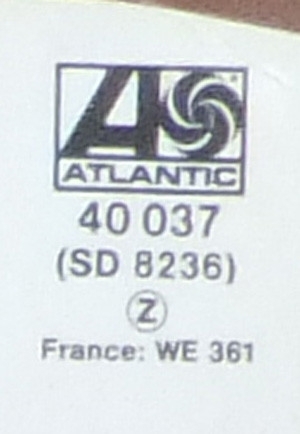 ATLANTIC
40 037
(SD 8236)
Z
France: WE 361